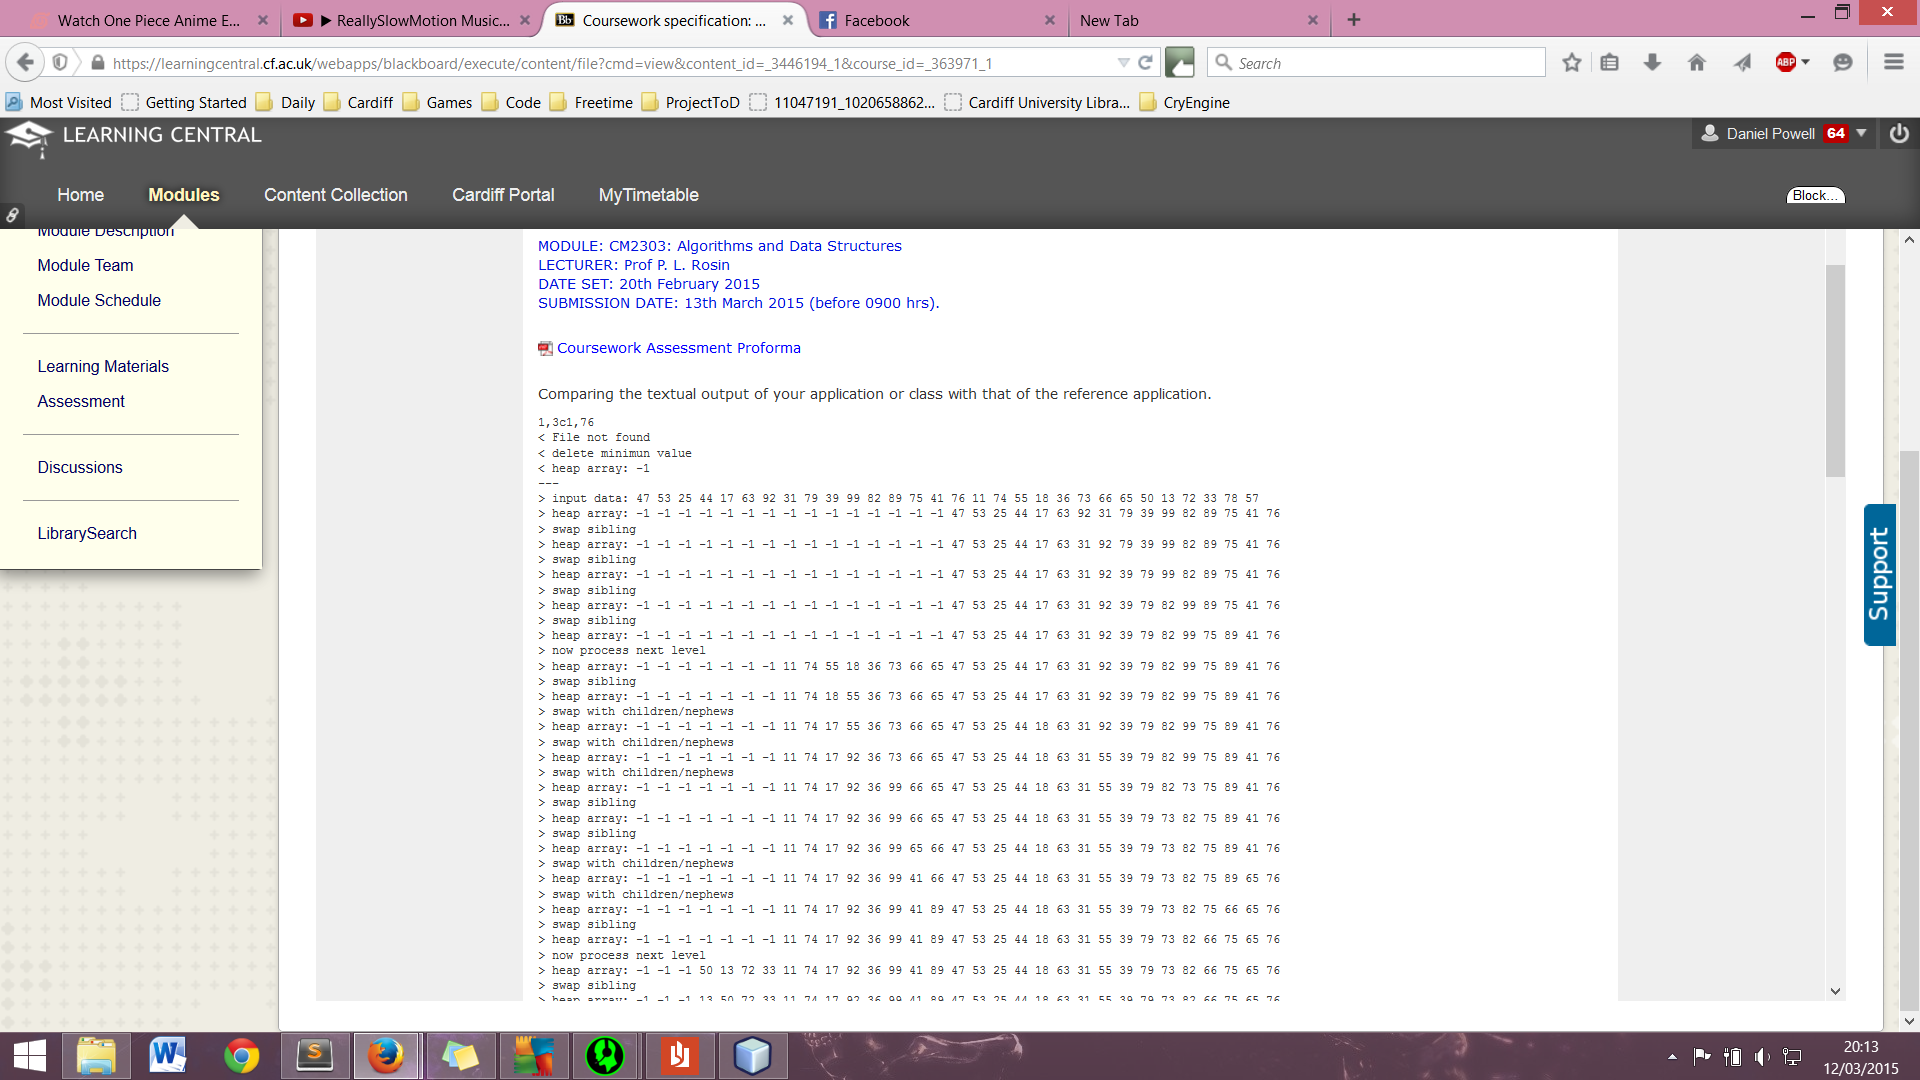 Watch One Piece Anime E...
▶ ReallySlowMotion Music...
Coursework specification: ...
Facebook
New Tab
https://learningcentral.cf.ac.uk/webapps/blackboard/execute/content/file?cmd=view&content_id=_3446194_1&course_id=_363971_1
Search
ABP
Most Visited Getting Started Daily Cardiff Games Code Freetime ProjectToD 11047191_1020658862... Cardiff University Libra... CryEngine
LEARNING CENTRAL
Daniel Powell 64
Home Modules Content Collection Cardiff Portal MyTimetable
Block...
Module Description
Module Team
Module Schedule
Learning Materials
Assessment
Discussions
LibrarySearch
MODULE: CM2303: Algorithms and Data Structures
LECTURER: Prof P. L. Rosin
DATE SET: 20th February 2015
SUBMISSION DATE: 13th March 2015 (before 0900 hrs).
Coursework Assessment Proforma
Comparing the textual output of your application or class with that of the reference application.
1,3c1,76
< File not found
< delete minimun value
< heap array: -1
---
> input data: 47 53 25 44 17 63 92 31 79 39 99 82 89 75 41 76 11 74 55 18 36 73 66 65 50 13 72 33 78 57
> heap array: -1 -1 -1 -1 -1 -1 -1 -1 -1 -1 -1 -1 -1 -1 -1 47 53 25 44 17 63 92 31 79 39 99 82 89 75 41 76
> swap sibling
> heap array: -1 -1 -1 -1 -1 -1 -1 -1 -1 -1 -1 -1 -1 -1 -1 47 53 25 44 17 63 31 92 79 39 99 82 89 75 41 76
> swap sibling
> heap array: -1 -1 -1 -1 -1 -1 -1 -1 -1 -1 -1 -1 -1 -1 -1 47 53 25 44 17 63 31 92 39 79 99 82 89 75 41 76
> swap sibling
> heap array: -1 -1 -1 -1 -1 -1 -1 -1 -1 -1 -1 -1 -1 -1 -1 47 53 25 44 17 63 31 92 39 79 82 99 89 75 41 76
> swap sibling
> heap array: -1 -1 -1 -1 -1 -1 -1 -1 -1 -1 -1 -1 -1 -1 -1 47 53 25 44 17 63 31 92 39 79 82 99 75 89 41 76
> now process next level
> heap array: -1 -1 -1 -1 -1 -1 -1 11 74 55 18 36 73 66 65 47 53 25 44 17 63 31 92 39 79 82 99 75 89 41 76
> swap sibling
> heap array: -1 -1 -1 -1 -1 -1 -1 11 74 18 55 36 73 66 65 47 53 25 44 17 63 31 92 39 79 82 99 75 89 41 76
> swap with children/nephews
> heap array: -1 -1 -1 -1 -1 -1 -1 11 74 17 55 36 73 66 65 47 53 25 44 18 63 31 92 39 79 82 99 75 89 41 76
> swap with children/nephews
> heap array: -1 -1 -1 -1 -1 -1 -1 11 74 17 92 36 73 66 65 47 53 25 44 18 63 31 55 39 79 82 99 75 89 41 76
> swap with children/nephews
> heap array: -1 -1 -1 -1 -1 -1 -1 11 74 17 92 36 99 66 65 47 53 25 44 18 63 31 55 39 79 82 73 75 89 41 76
> swap sibling
> heap array: -1 -1 -1 -1 -1 -1 -1 11 74 17 92 36 99 66 65 47 53 25 44 18 63 31 55 39 79 73 82 75 89 41 76
> swap sibling
> heap array: -1 -1 -1 -1 -1 -1 -1 11 74 17 92 36 99 65 66 47 53 25 44 18 63 31 55 39 79 73 82 75 89 41 76
> swap with children/nephews
> heap array: -1 -1 -1 -1 -1 -1 -1 11 74 17 92 36 99 41 66 47 53 25 44 18 63 31 55 39 79 73 82 75 89 65 76
> swap with children/nephews
> heap array: -1 -1 -1 -1 -1 -1 -1 11 74 17 92 36 99 41 89 47 53 25 44 18 63 31 55 39 79 73 82 75 66 65 76
> swap sibling
> heap array: -1 -1 -1 -1 -1 -1 -1 11 74 17 92 36 99 41 89 47 53 25 44 18 63 31 55 39 79 73 82 66 75 65 76
> now process next level
> heap array: -1 -1 -1 50 13 72 33 11 74 17 92 36 99 41 89 47 53 25 44 18 63 31 55 39 79 73 82 66 75 65 76
> swap sibling
> heap array: -1 -1 -1 13 50 72 33 11 74 17 92 36 99 41 89 47 53 25 44 18 63 31 55 39 79 73 82 66 75 65 76
Support
20:13
12/03/2015